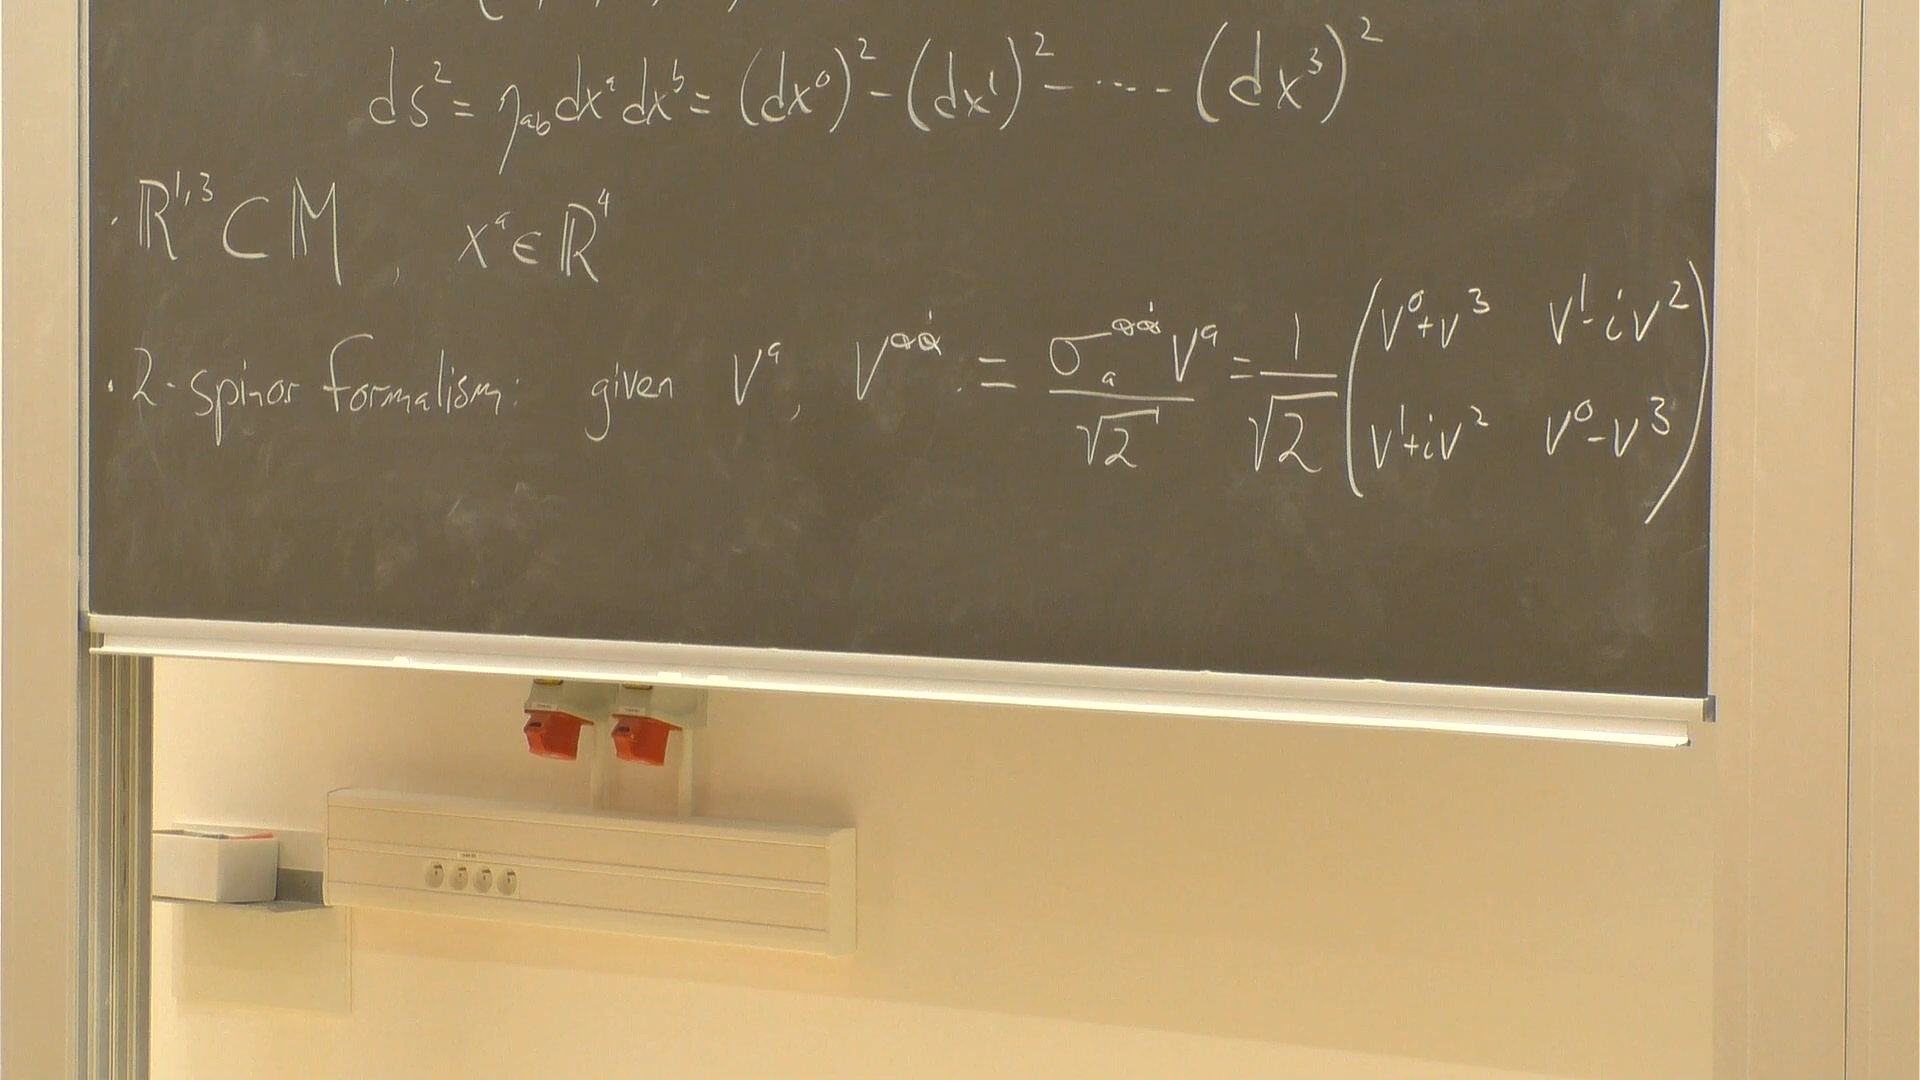 ds² = η_ab dx^a dx^b = (dx⁰)² - (dx¹)² - ···· - (dx³)²
· ℝ^{1,3} ⊂ 𝕄 , x^a ∈ ℝ⁴
· 2-spinor formalism: given V^a, V^{αα̇} := σ_a^{αα̇} V^a / √2 = 1/√2 ( V⁰+V³ V¹-iV² ; V¹+iV² V⁰-V³ )